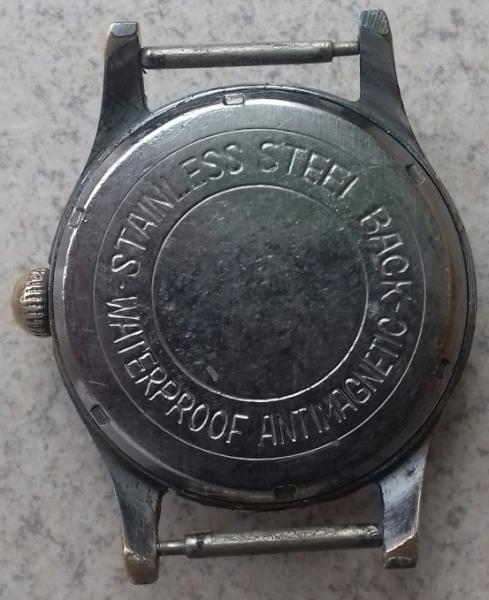 STAINLESS STEEL BACK
WATERPROOF ANTIMAGNETIC